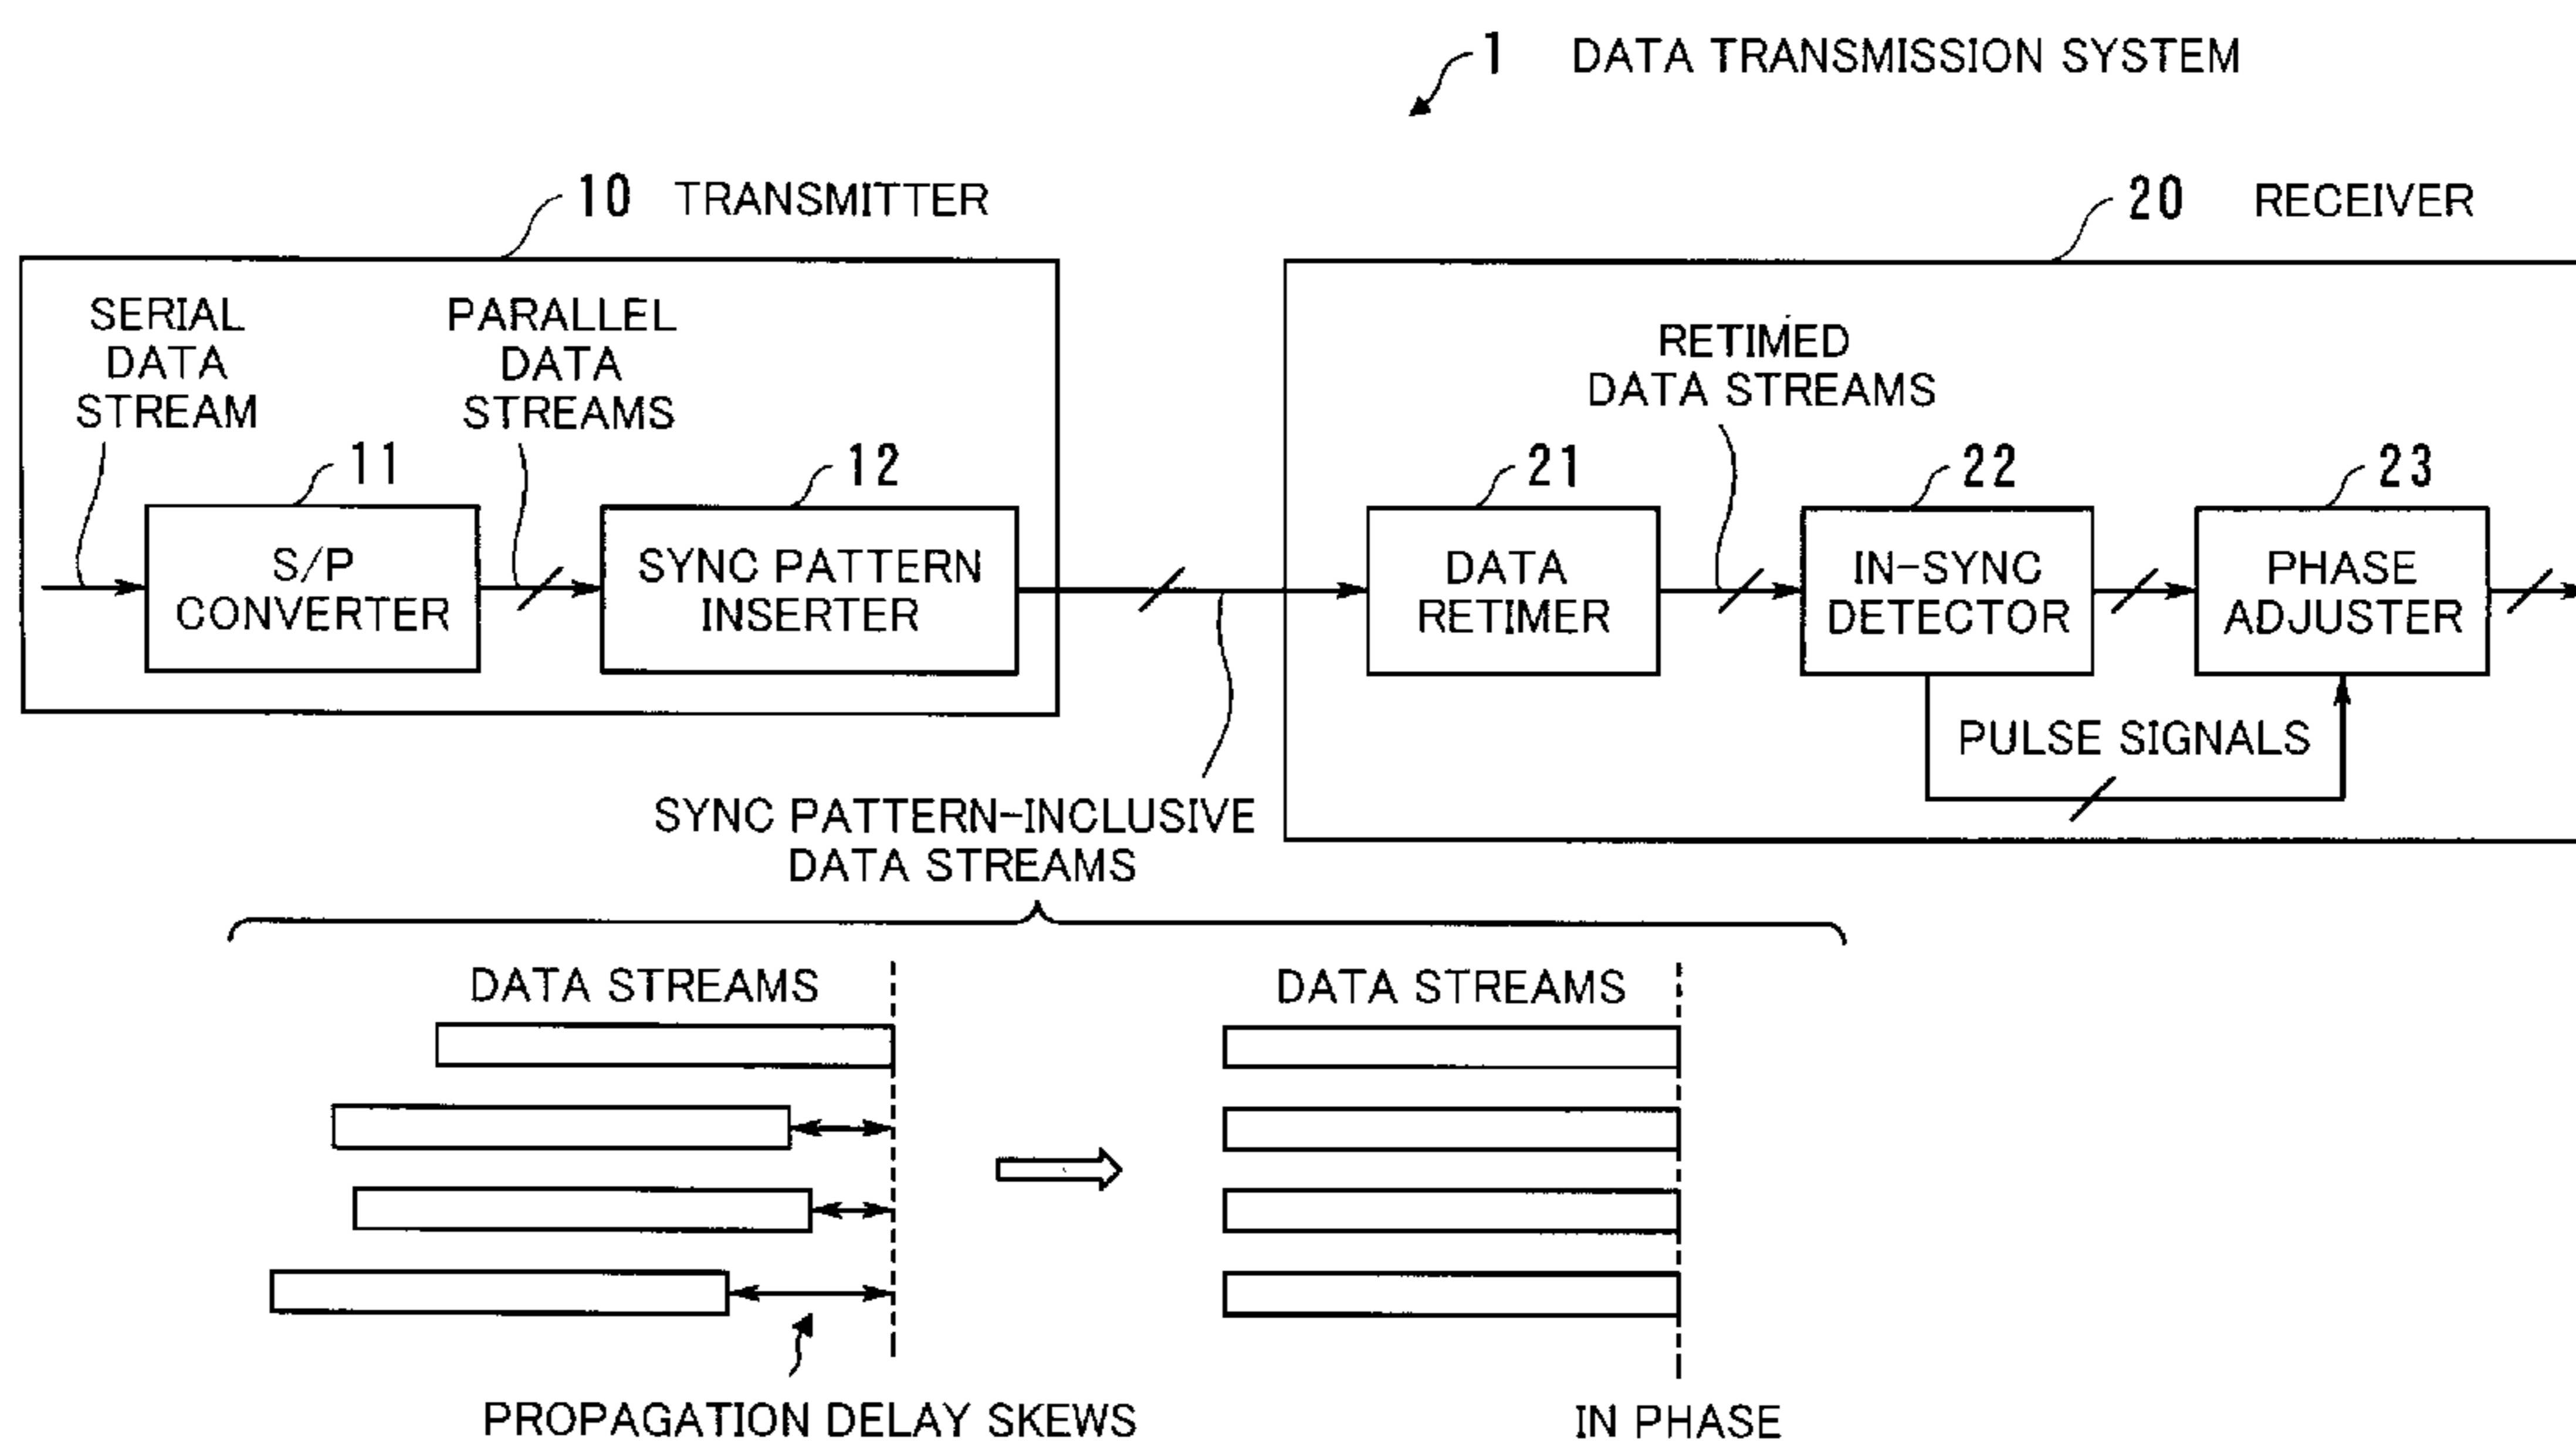 1 DATA TRANSMISSION SYSTEM
10 TRANSMITTER
20 RECEIVER
SERIAL
DATA
STREAM
PARALLEL
DATA
STREAMS
RETIMED
DATA STREAMS
11
12
21
22
23
S/P
CONVERTER
SYNC PATTERN
INSERTER
DATA
RETIMER
IN-SYNC
DETECTOR
PHASE
ADJUSTER
PULSE SIGNALS
SYNC PATTERN-INCLUSIVE
DATA STREAMS
DATA STREAMS
DATA STREAMS
PROPAGATION DELAY SKEWS
IN PHASE